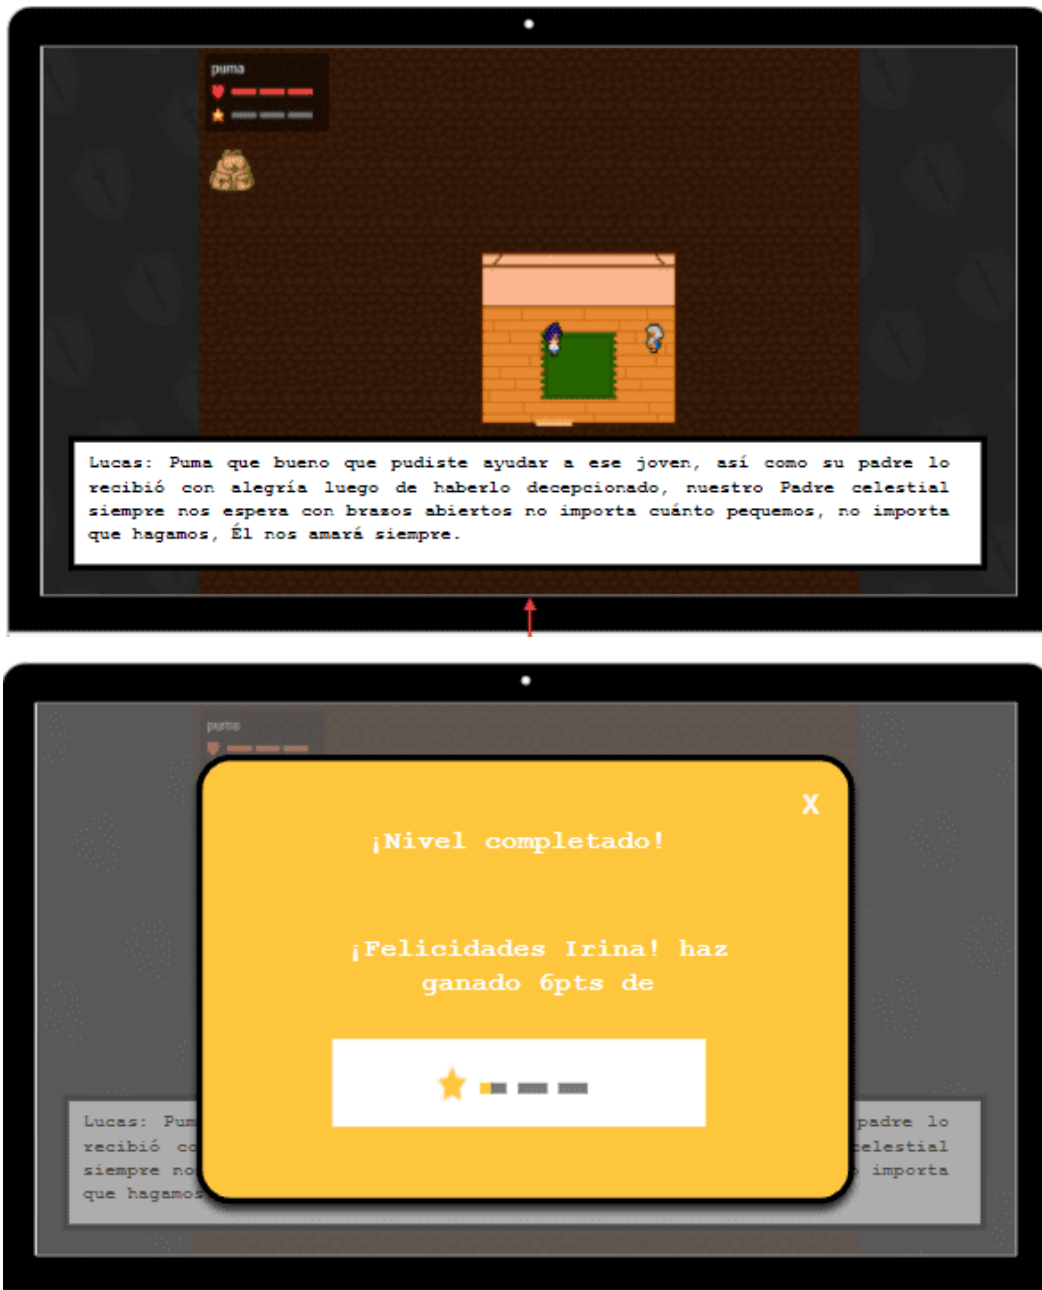 puma
Lucas: Puma que bueno que pudiste ayudar a ese joven, así como su padre lo
recibió con alegría luego de haberlo decepcionado, nuestro Padre celestial
siempre nos espera con brazos abiertos no importa cuánto pequemos, no importa
que hagamos, Él nos amará siempre.
puma
X
¡Nivel completado!
¡Felicidades Irina! haz
ganado 6pts de
Lucas: Pum padre lo
recibió co celestial
siempre no importa
que hagamos